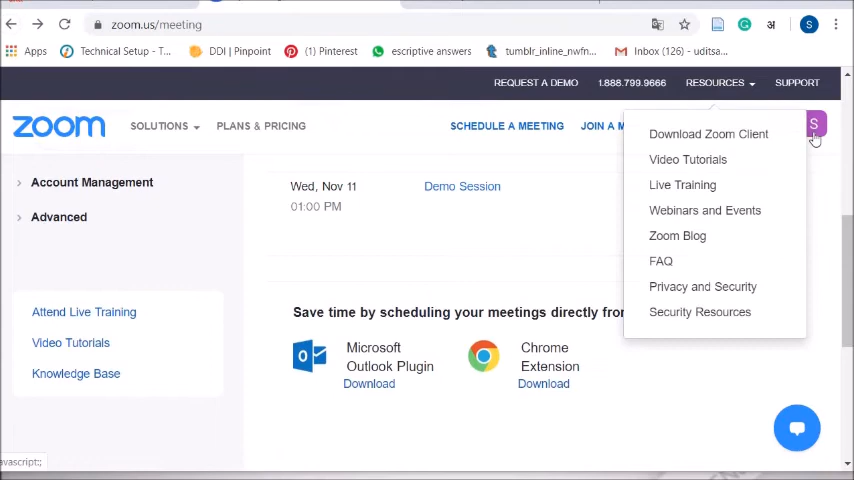 zoom.us/meeting
अ
S
Apps
Technical Setup - T...
DDI | Pinpoint
(1) Pinterest
escriptive answers
tumblr_inline_nwfn...
Inbox (126) - uditsa...
REQUEST A DEMO
1.888.799.9666
RESOURCES
SUPPORT
zoom
SOLUTIONS
PLANS & PRICING
SCHEDULE A MEETING
JOIN A M
S
Download Zoom Client
Video Tutorials
Live Training
Webinars and Events
Zoom Blog
FAQ
Privacy and Security
Security Resources
Account Management
Advanced
Wed, Nov 11
01:00 PM
Demo Session
Attend Live Training
Video Tutorials
Knowledge Base
Save time by scheduling your meetings directly from
Microsoft
Outlook Plugin
Download
Chrome
Extension
Download
javascript:;